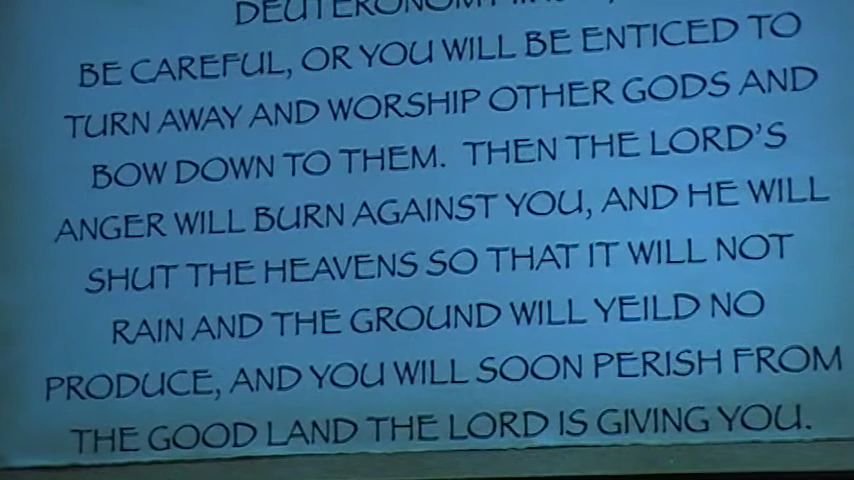 DEUTERONOMY
BE CAREFUL, OR YOU WILL BE ENTICED TO
TURN AWAY AND WORSHIP OTHER GODS AND
BOW DOWN TO THEM. THEN THE LORD'S
ANGER WILL BURN AGAINST YOU, AND HE WILL
SHUT THE HEAVENS SO THAT IT WILL NOT
RAIN AND THE GROUND WILL YEILD NO
PRODUCE, AND YOU WILL SOON PERISH FROM
THE GOOD LAND THE LORD IS GIVING YOU.